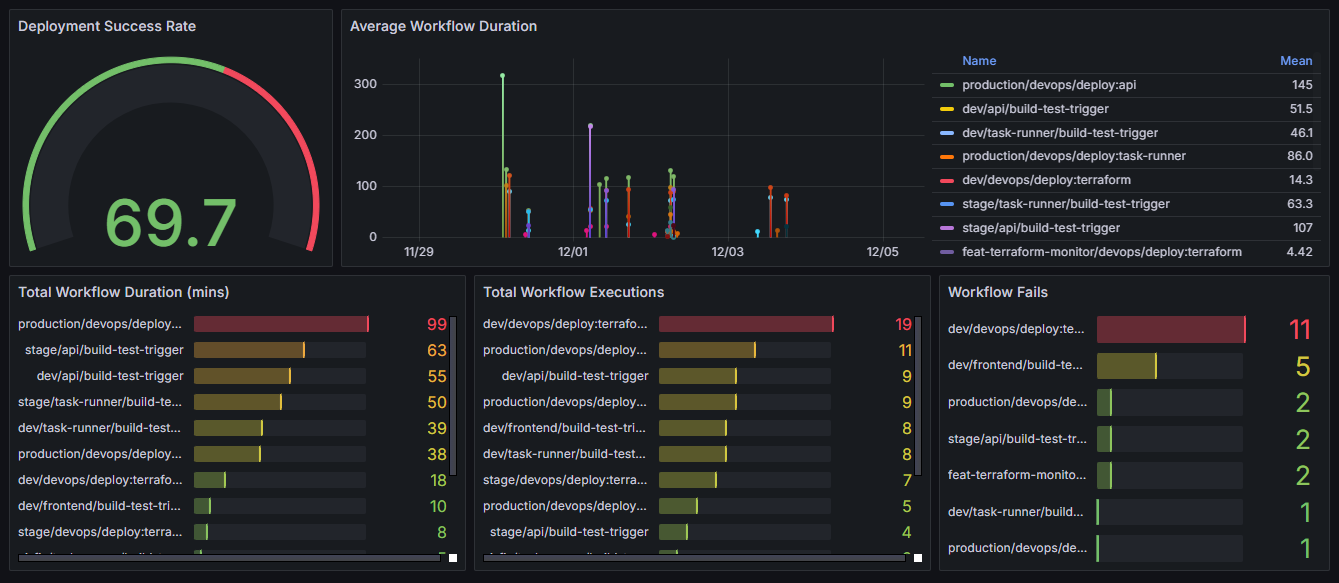 Deployment Success Rate
69.7
Average Workflow Duration
300
200
100
0
11/29
12/01
12/03
12/05
Name Mean
production/devops/deploy:api 145
dev/api/build-test-trigger 51.5
dev/task-runner/build-test-trigger 46.1
production/devops/deploy:task-runner 86.0
dev/devops/deploy:terraform 14.3
stage/task-runner/build-test-trigger 63.3
stage/api/build-test-trigger 107
feat-terraform-monitor/devops/deploy:terraform 4.42
Total Workflow Duration (mins)
production/devops/deploy... 99
stage/api/build-test-trigger 63
dev/api/build-test-trigger 55
stage/task-runner/build-te... 50
dev/task-runner/build-test... 39
production/devops/deploy... 38
dev/devops/deploy:terrafo... 18
dev/frontend/build-test-tri... 10
stage/devops/deploy:terra... 8
Total Workflow Executions
dev/devops/deploy:terrafo... 19
production/devops/deploy... 11
dev/api/build-test-trigger 9
production/devops/deploy... 9
dev/frontend/build-test-tri... 8
dev/task-runner/build-test... 8
stage/devops/deploy:terra... 7
production/devops/deploy... 5
stage/api/build-test-trigger 4
Workflow Fails
dev/devops/deploy:te... 11
dev/frontend/build-te... 5
production/devops/de... 2
stage/api/build-test-tr... 2
feat-terraform-monito... 2
dev/task-runner/build... 1
production/devops/de... 1